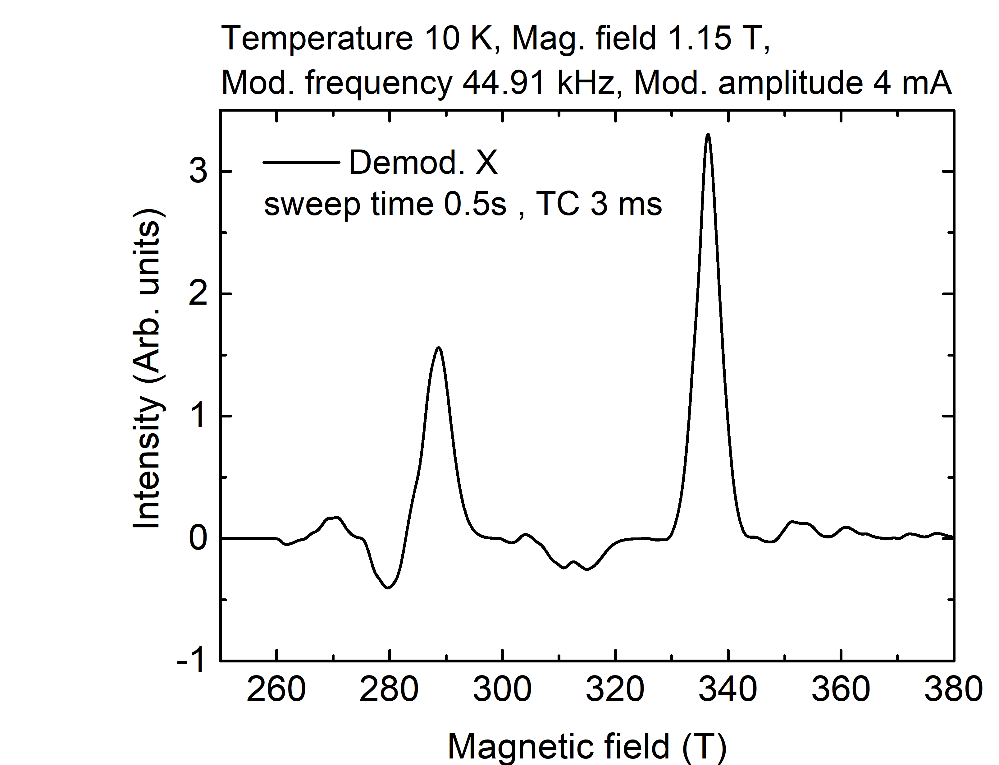 Temperature 10 K, Mag. field 1.15 T,
Mod. frequency 44.91 kHz, Mod. amplitude 4 mA
Demod. X
sweep time 0.5s , TC 3 ms
Intensity (Arb. units)
3
2
1
0
-1
260 280 300 320 340 360 380
Magnetic field (T)